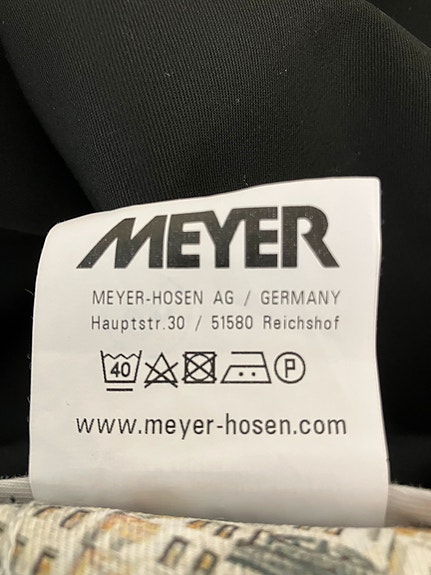 MEYER
MEYER-HOSEN AG / GERMANY
Hauptstr.30 / 51580 Reichshof
40 P
www.meyer-hosen.com